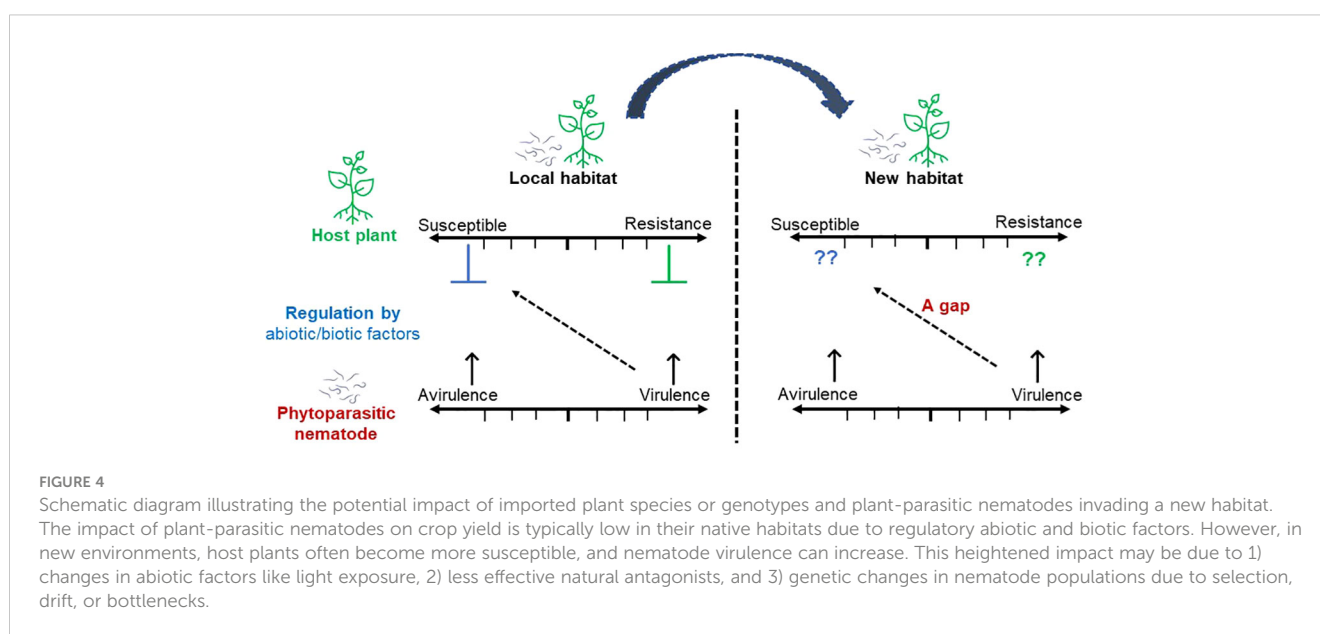 Local habitat
New habitat
Host plant
Susceptible
Resistance
Susceptible
Resistance
??
??
Regulation by
abiotic/biotic factors
A gap
Phytoparasitic
nematode
Avirulence
Virulence
Avirulence
Virulence
FIGURE 4
Schematic diagram illustrating the potential impact of imported plant species or genotypes and plant-parasitic nematodes invading a new habitat.
The impact of plant-parasitic nematodes on crop yield is typically low in their native habitats due to regulatory abiotic and biotic factors. However, in
new environments, host plants often become more susceptible, and nematode virulence can increase. This heightened impact may be due to 1)
changes in abiotic factors like light exposure, 2) less effective natural antagonists, and 3) genetic changes in nematode populations due to selection,
drift, or bottlenecks.